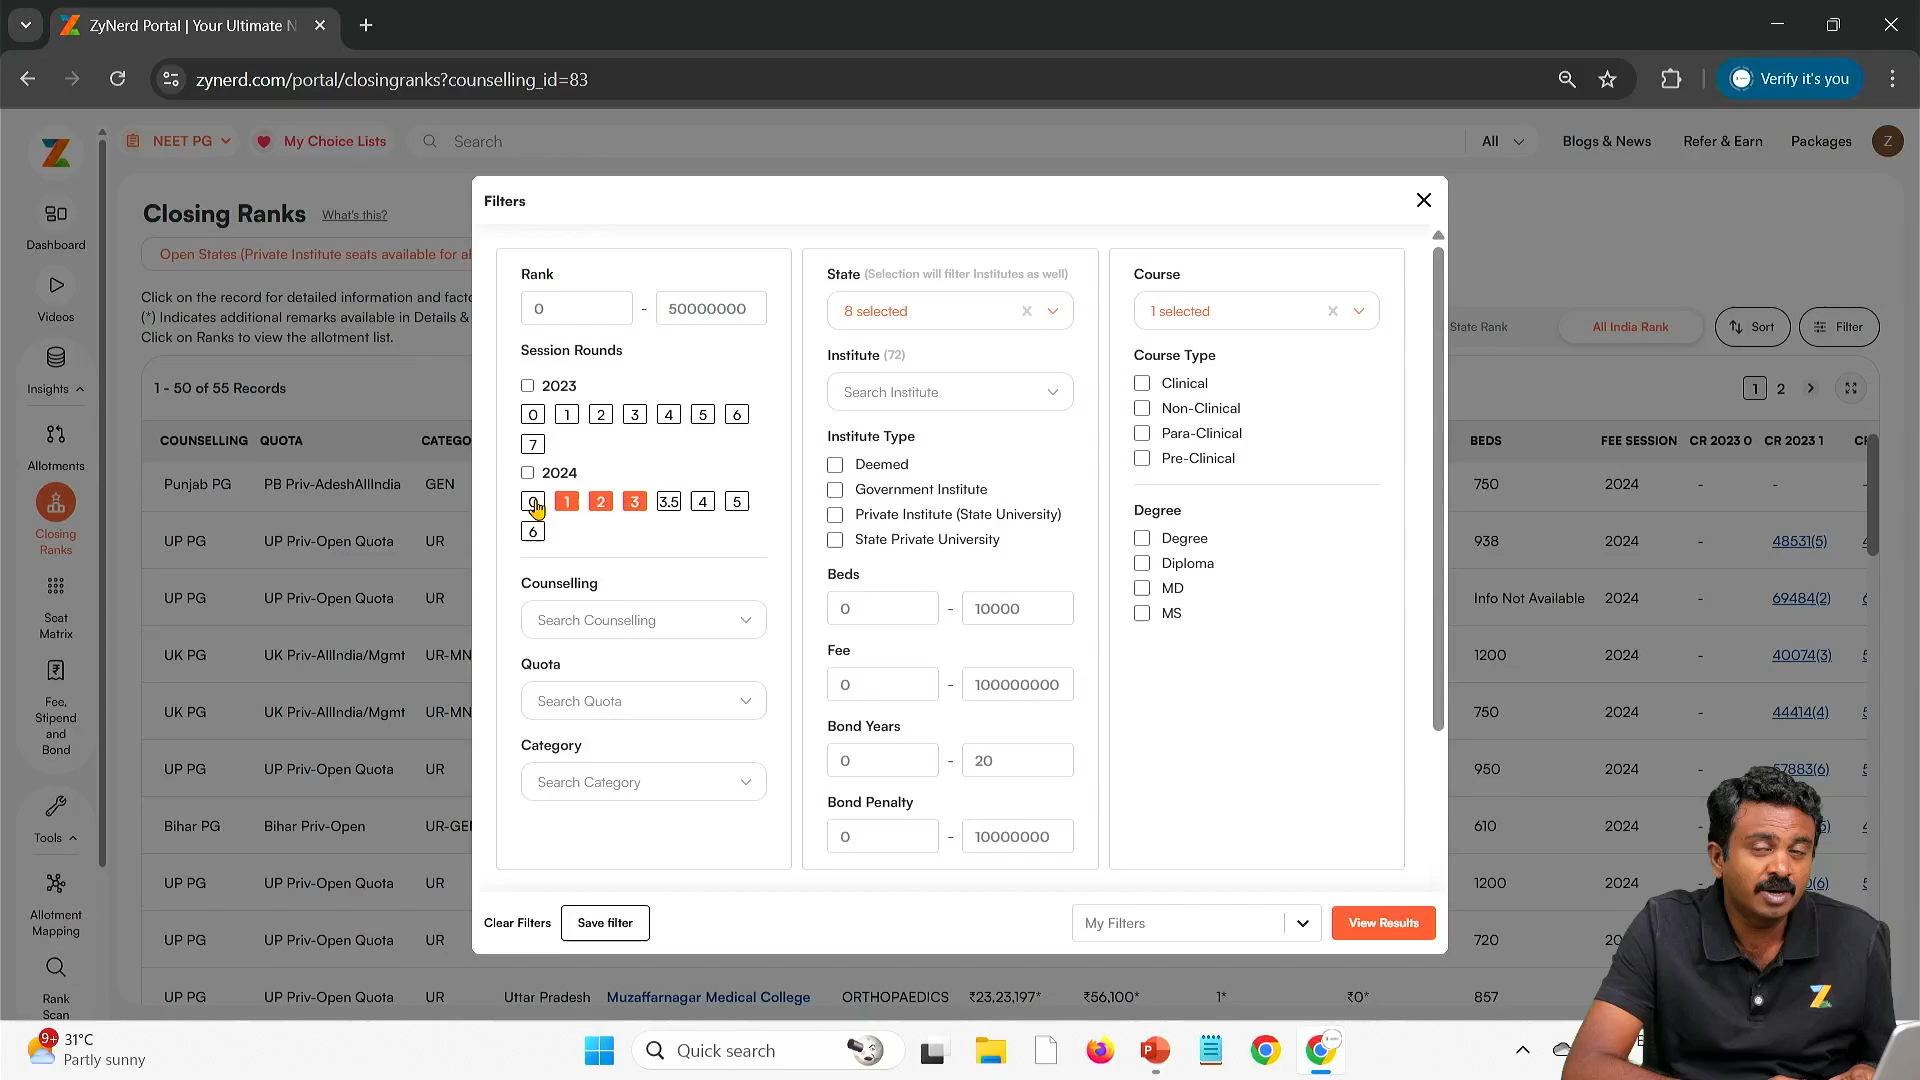 ZyNerd Portal | Your Ultimate N
zynerd.com/portal/closingranks?counselling_id=83
Verify it's you
NEET PG
My Choice Lists
Search
All
Blogs & News
Refer & Earn
Packages
Z
Dashboard
Videos
Insights
Allotments
Closing
Ranks
Seat
Matrix
Fee,
Stipend
and
Bond
Tools
Allotment
Mapping
Rank
Scan
Closing Ranks
What's this?
Open States (Private Institute seats available for al
Click on the record for detailed information and facto
(*) Indicates additional remarks available in Details &
Click on Ranks to view the allotment list.
State Rank
All India Rank
Sort
Filter
1 - 50 of 55 Records
1 2
COUNSELLING QUOTA CATEGO
BEDS FEE SESSION CR 2023 0 CR 2023 1
Punjab PG PB Priv-AdeshAllIndia GEN
750 2024 - -
UP PG UP Priv-Open Quota UR
938 2024 - 48531(5)
UP PG UP Priv-Open Quota UR
Info Not Available 2024 - 69484(2)
UK PG UK Priv-AllIndia/Mgmt UR-MN
1200 2024 - 40074(3)
UK PG UK Priv-AllIndia/Mgmt UR-MN
750 2024 - 44414(4)
UP PG UP Priv-Open Quota UR
950 2024 - 57883(6)
Bihar PG Bihar Priv-Open UR-GE
610 2024 -
UP PG UP Priv-Open Quota UR
1200 2024
UP PG UP Priv-Open Quota UR
720
UP PG UP Priv-Open Quota UR Uttar Pradesh Muzaffarnagar Medical College ORTHOPAEDICS ₹23,23,197* ₹56,100* 1* ₹0* 857
Filters
Rank
0 - 50000000
Session Rounds
2023
0 1 2 3 4 5 6
7
2024
0 1 2 3 3.5 4 5
6
Counselling
Search Counselling
Quota
Search Quota
Category
Search Category
State (Selection will filter Institutes as well)
8 selected
Institute (72)
Search Institute
Institute Type
Deemed
Government Institute
Private Institute (State University)
State Private University
Beds
0 - 10000
Fee
0 - 100000000
Bond Years
0 - 20
Bond Penalty
0 - 10000000
Course
1 selected
Course Type
Clinical
Non-Clinical
Para-Clinical
Pre-Clinical
Degree
Degree
Diploma
MD
MS
Clear Filters
Save filter
My Filters
View Results
9+
31°C
Partly sunny
Quick search